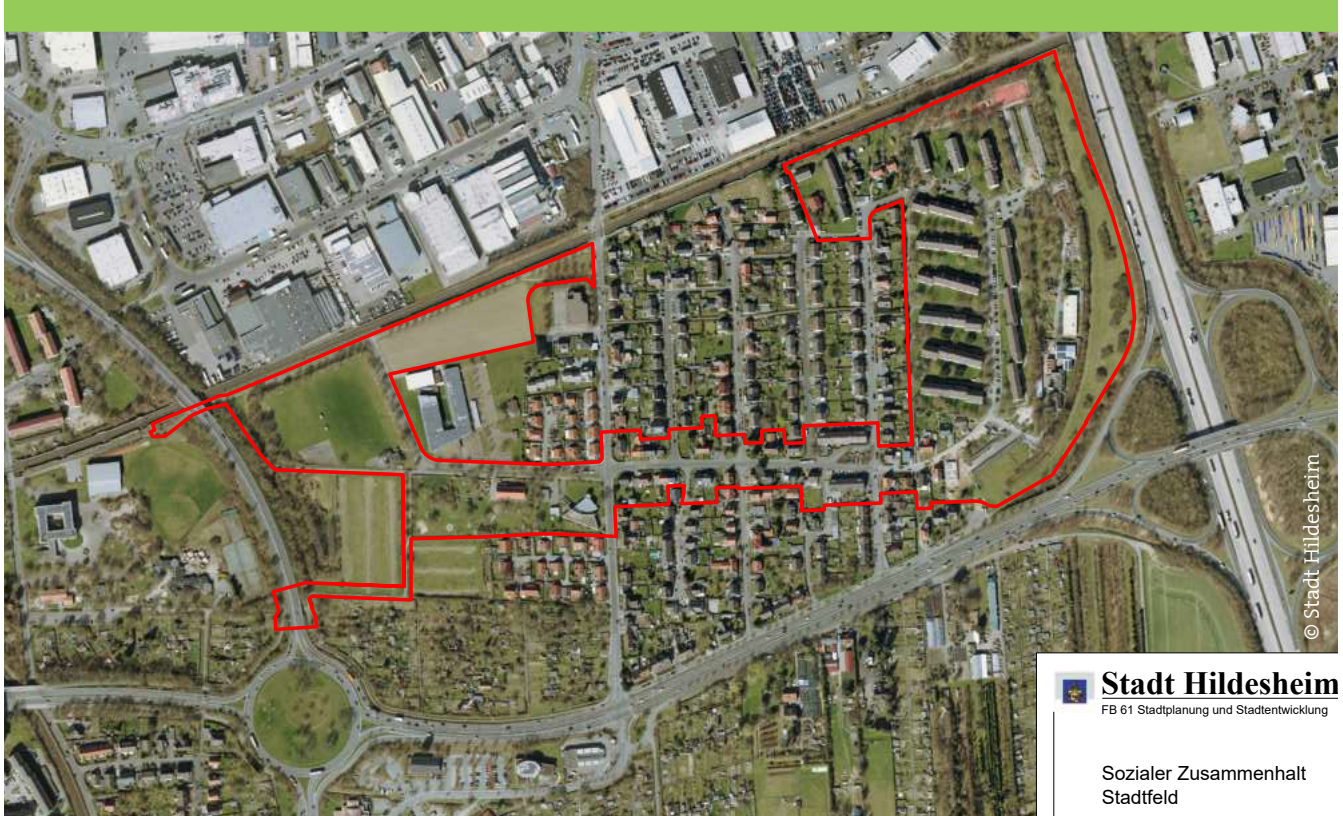 © Stadt Hildesheim
Stadt Hildesheim
FB 61 Stadtplanung und Stadtentwicklung
Sozialer Zusammenhalt
Stadtfeld